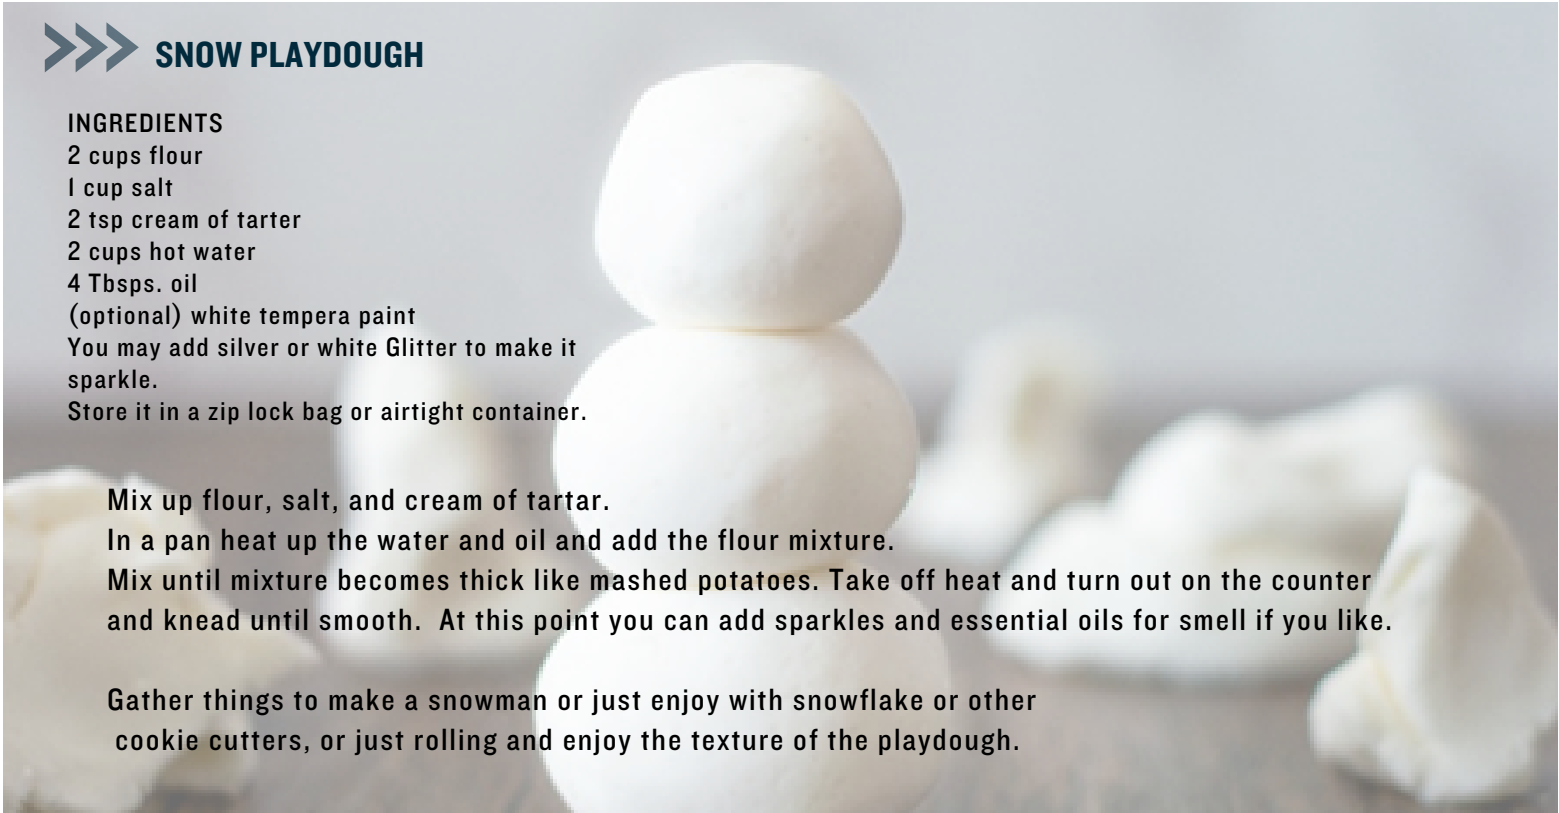 SNOW PLAYDOUGH
INGREDIENTS
2 cups flour
1 cup salt
2 tsp cream of tarter
2 cups hot water
4 Tbsps. oil
(optional) white tempera paint
You may add silver or white Glitter to make it
sparkle.
Store it in a zip lock bag or airtight container.
Mix up flour, salt, and cream of tartar.
In a pan heat up the water and oil and add the flour mixture.
Mix until mixture becomes thick like mashed potatoes. Take off heat and turn out on the counter
and knead until smooth.  At this point you can add sparkles and essential oils for smell if you like.
Gather things to make a snowman or just enjoy with snowflake or other
cookie cutters, or just rolling and enjoy the texture of the playdough.